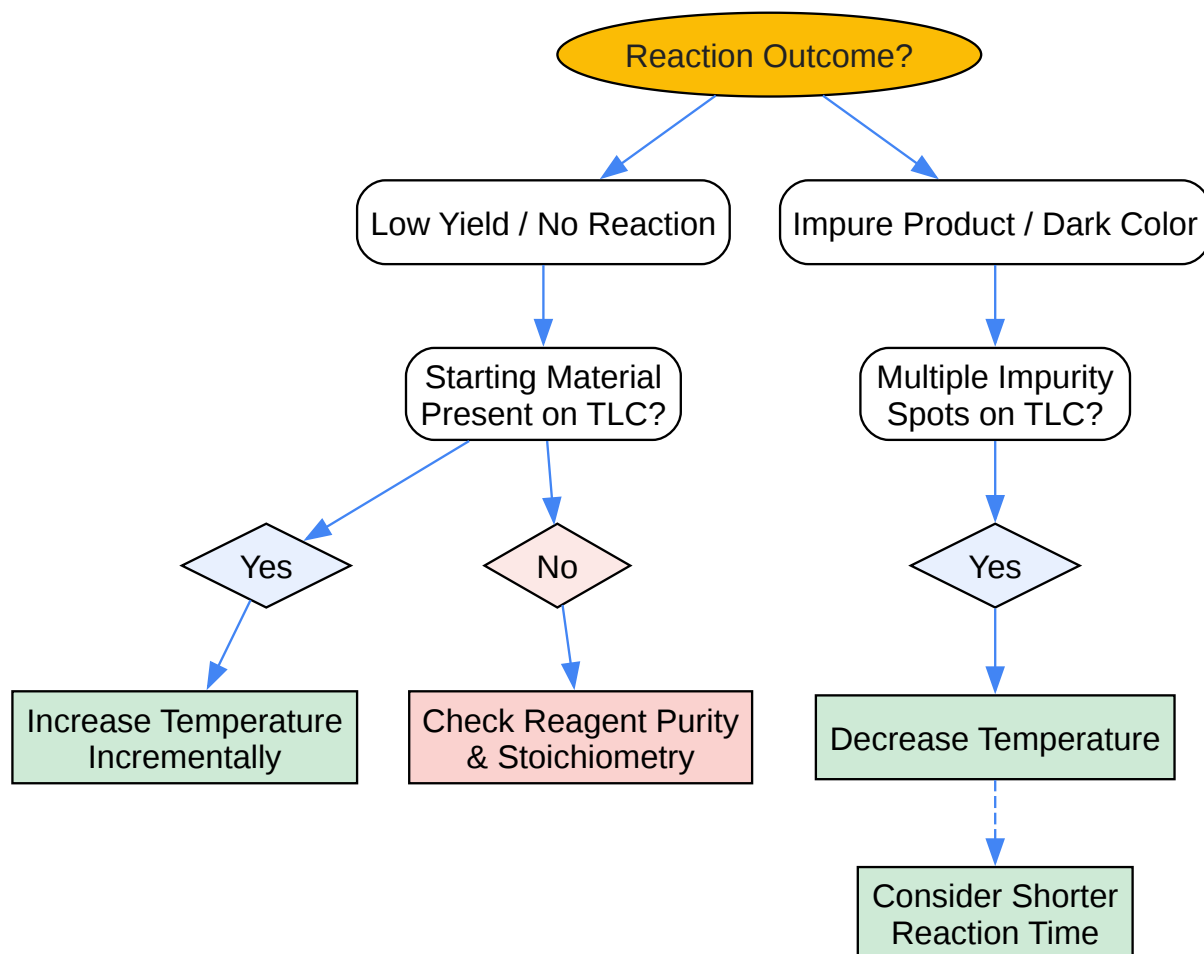 Reaction Outcome?
Low Yield / No Reaction
Impure Product / Dark Color
Starting Material
Present on TLC?
Multiple Impurity
Spots on TLC?
Yes
No
Yes
Increase Temperature
Incrementally
Check Reagent Purity
& Stoichiometry
Decrease Temperature
Consider Shorter
Reaction Time